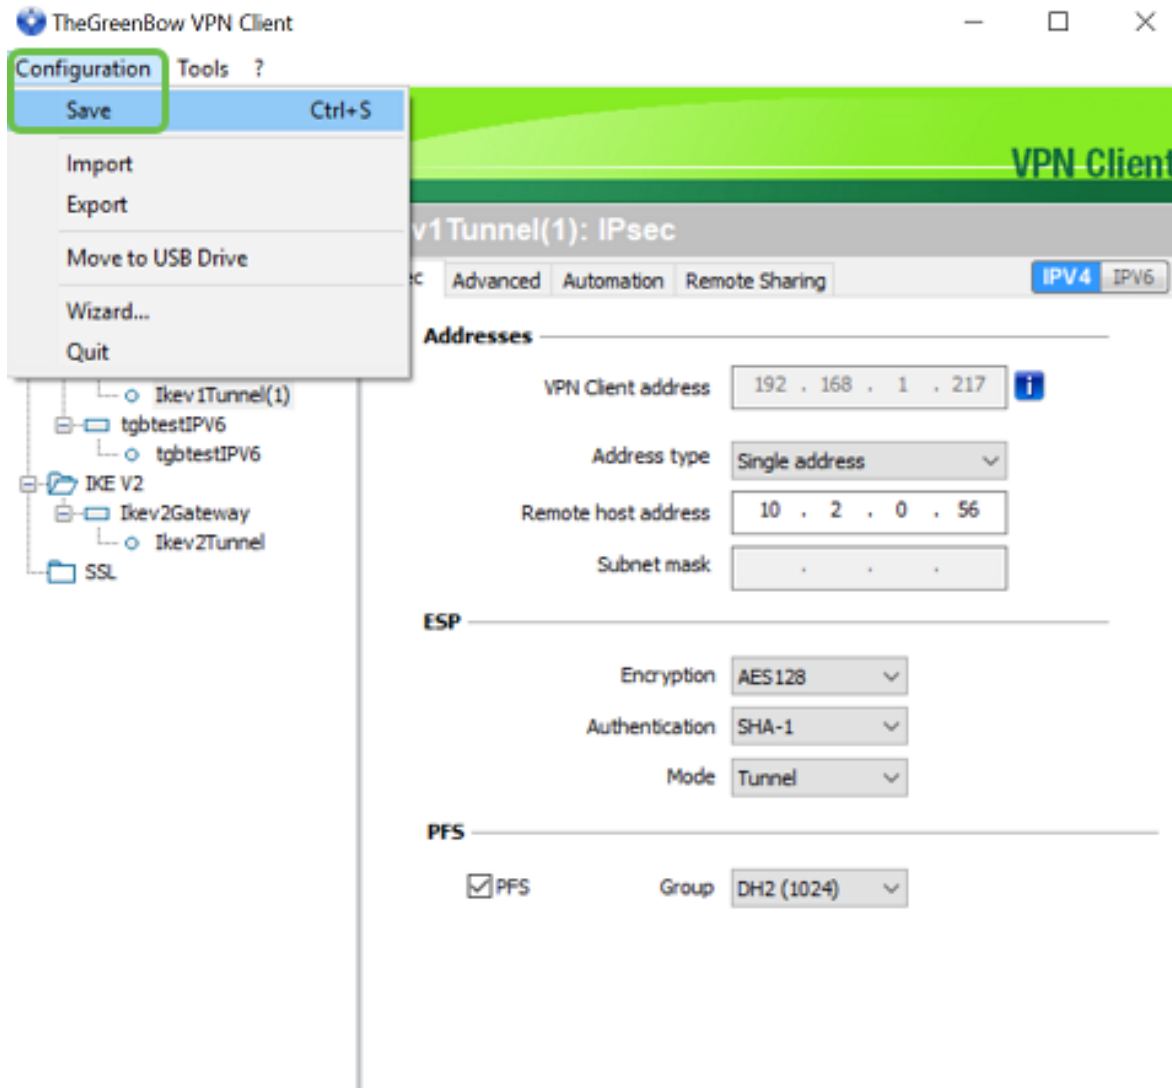 TheGreenBow VPN Client
Configuration Tools ?
Save Ctrl+S
Import
Export
Move to USB Drive
Wizard...
Quit
VPN Client
v1Tunnel(1): IPsec
ec Advanced Automation Remote Sharing IPV4 IPV6
Ikev1Tunnel(1)
tgbtestIPV6
tgbtestIPV6
IKE V2
Ikev2Gateway
Ikev2Tunnel
SSL
Addresses
VPN Client address 192 . 168 . 1 . 217
Address type Single address
Remote host address 10 . 2 . 0 . 56
Subnet mask . . .
ESP
Encryption AES128
Authentication SHA-1
Mode Tunnel
PFS
PFS Group DH2 (1024)